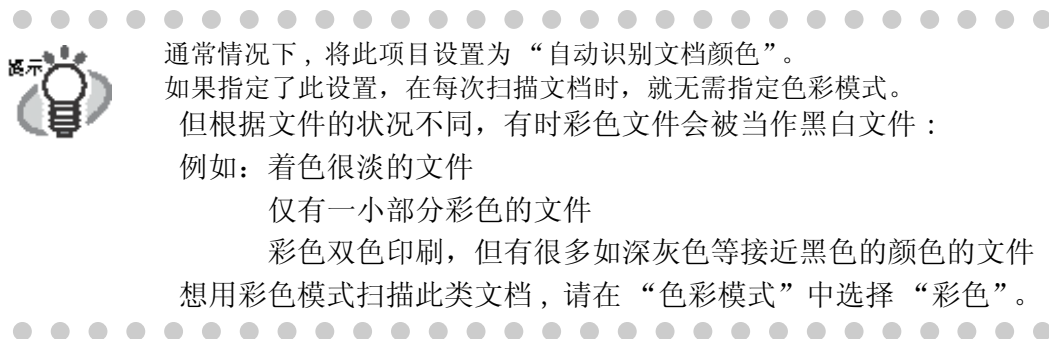 提示
通常情况下 , 将此项目设置为 “自动识别文档颜色”。
如果指定了此设置，在每次扫描文档时，就无需指定色彩模式。
但根据文件的状况不同，有时彩色文件会被当作黑白文件：
例如：着色很淡的文件
仅有一小部分彩色的文件
彩色双色印刷，但有很多如深灰色等接近黑色的颜色的文件
想用彩色模式扫描此类文档 , 请在 “色彩模式”中选择 “彩色”。